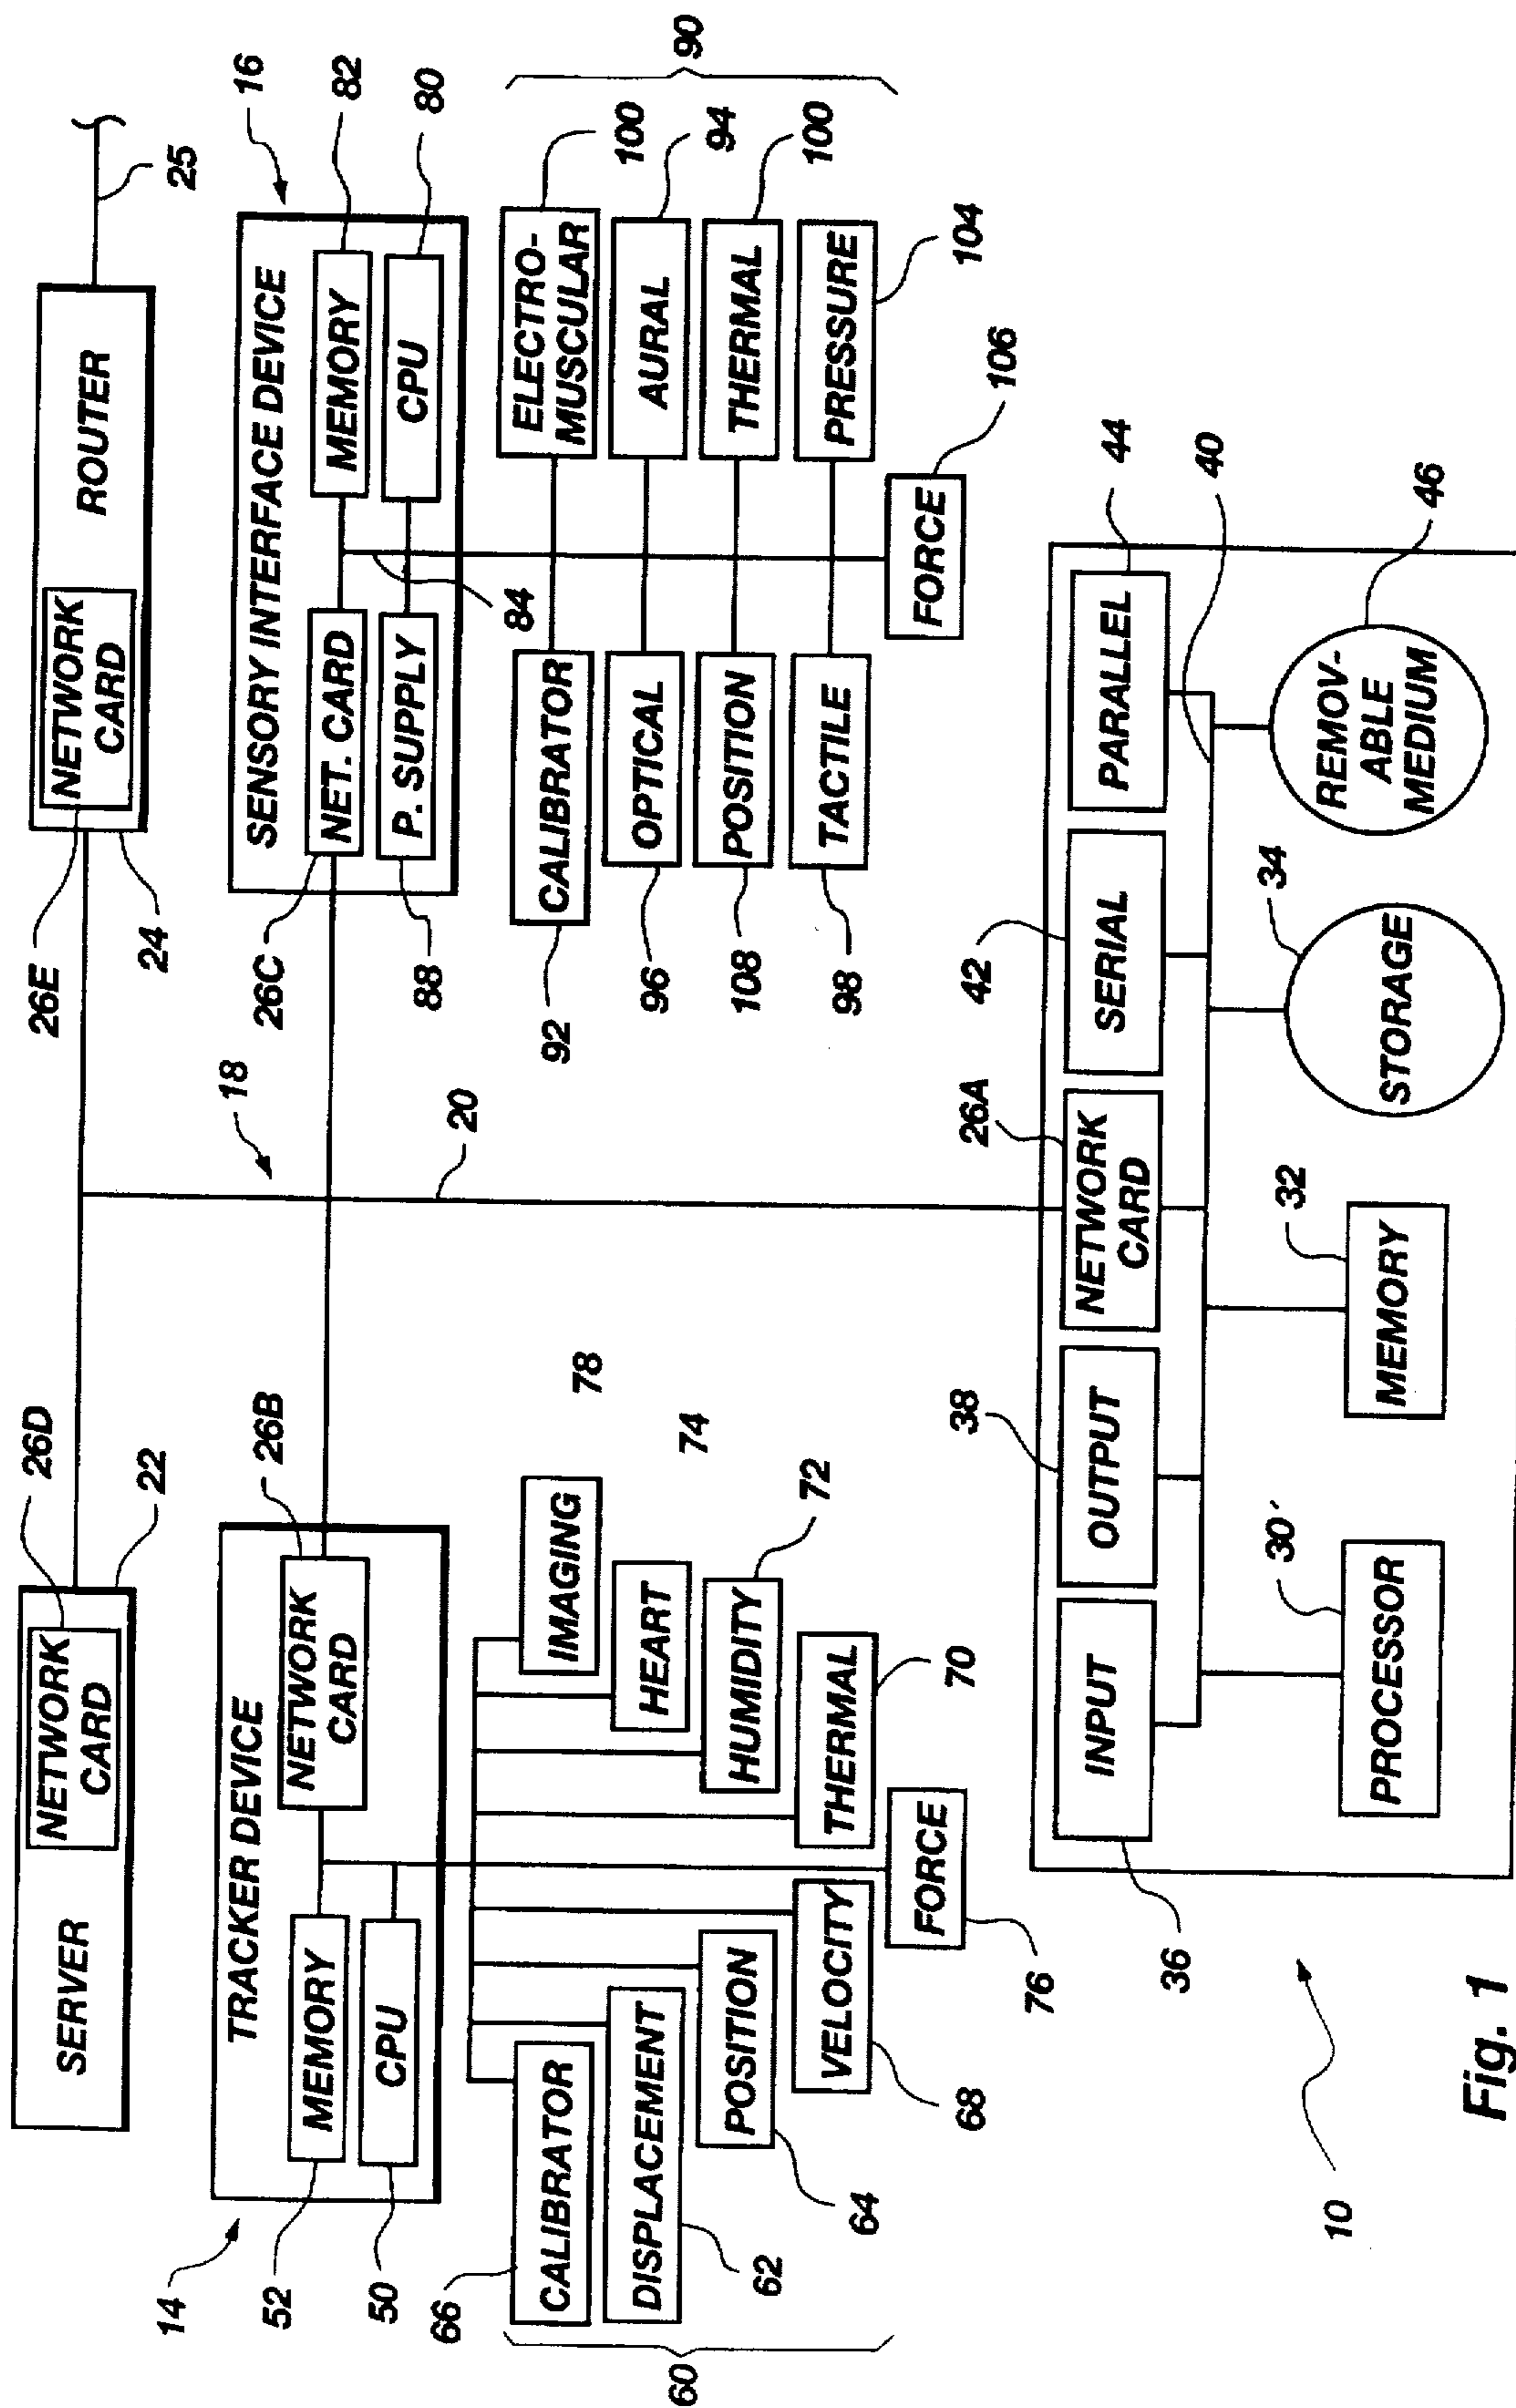 26D
NETWORK
CARD
SERVER
22
26E
NETWORK
CARD
ROUTER
24
25
18
20
14
TRACKER DEVICE
52
MEMORY
50
CPU
NETWORK
CARD
26B
16
SENSORY INTERFACE DEVICE
26C
NET. CARD
MEMORY
82
88
P. SUPPLY
CPU
80
84
60
66
CALIBRATOR
62
DISPLACEMENT
64
POSITION
68
VELOCITY
76
FORCE
IMAGING
78
HEART
74
HUMIDITY
72
THERMAL
70
92
CALIBRATOR
96
OPTICAL
108
POSITION
98
TACTILE
ELECTRO-
MUSCULAR
100
AURAL
94
THERMAL
100
PRESSURE
104
FORCE
106
90
10
36
INPUT
38
OUTPUT
26A
NETWORK
CARD
42
SERIAL
PARALLEL
44
40
30'
PROCESSOR
32
MEMORY
34
STORAGE
REMOV-
ABLE
MEDIUM
46
Fig. 1